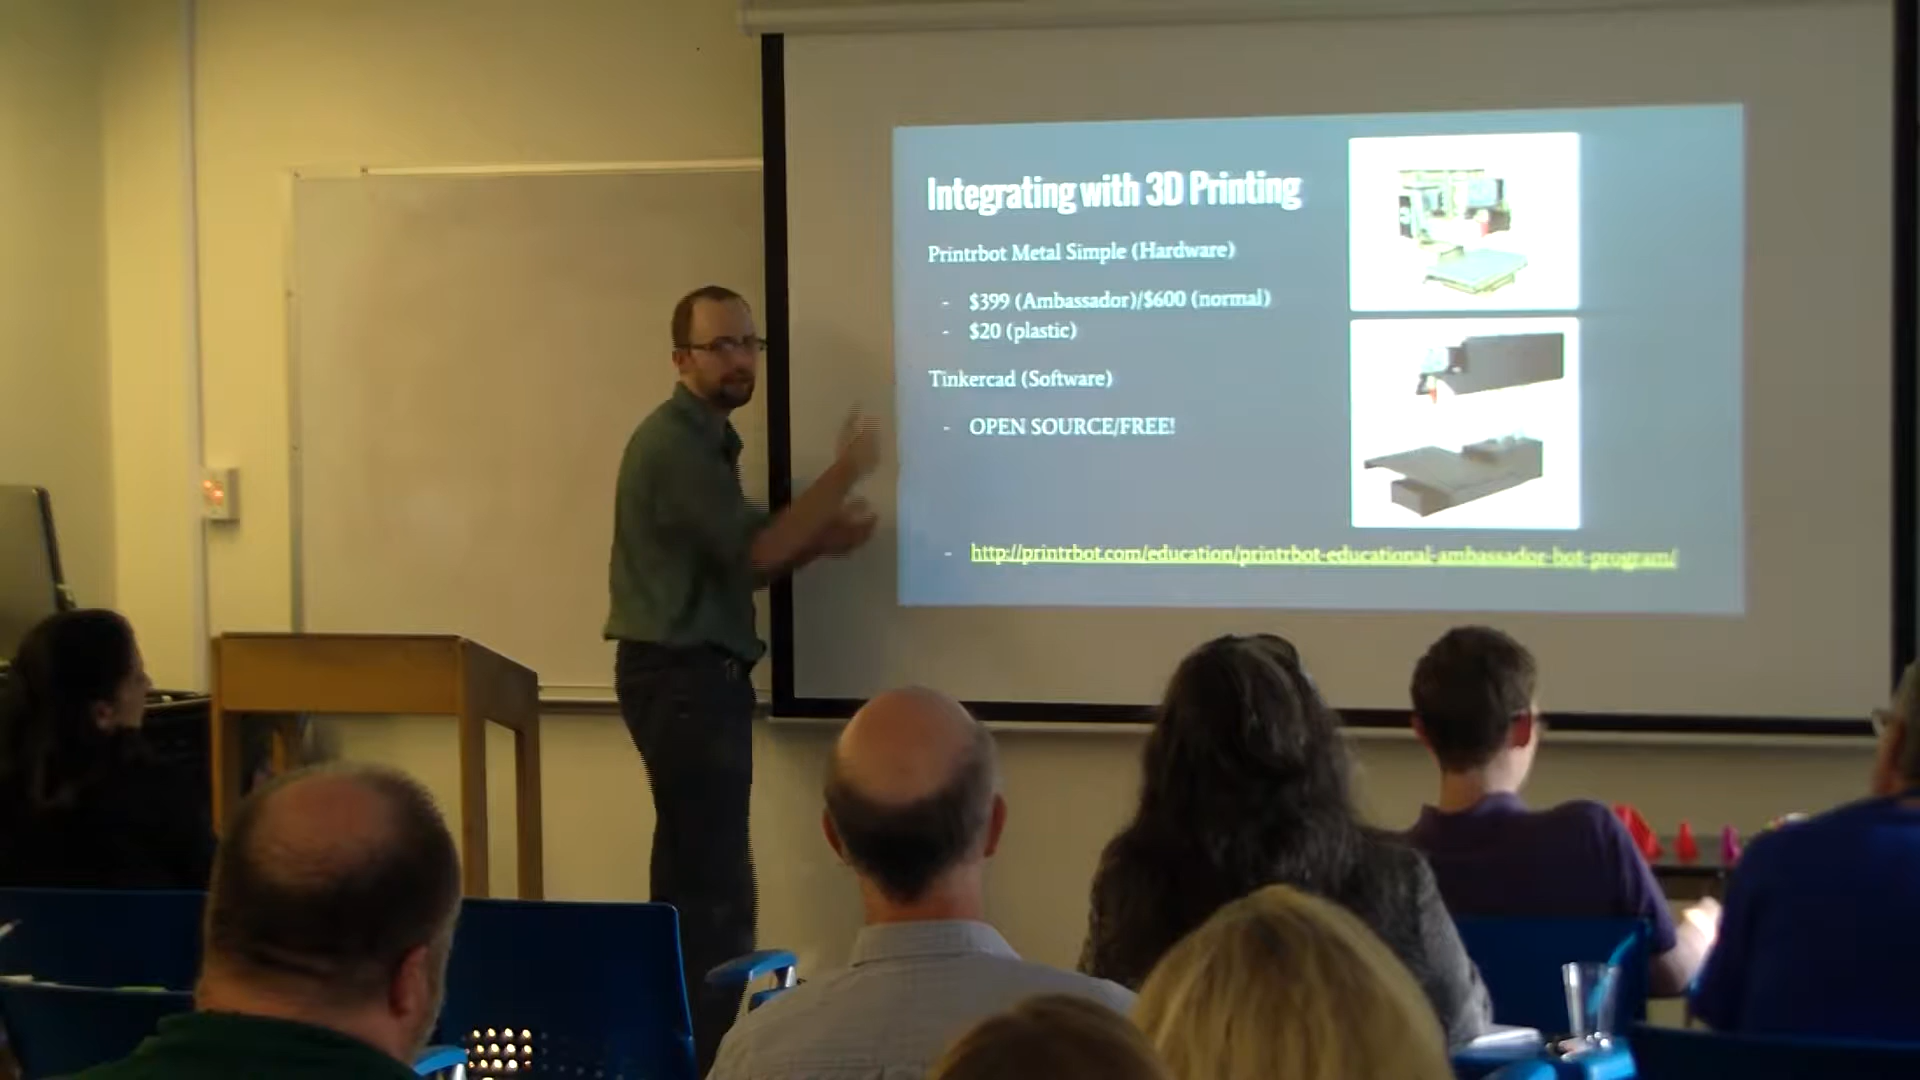 Integrating with 3D Printing
Printrbot Metal Simple (Hardware)
- $399 (Ambassador)/$600 (normal)
- $20 (plastic)
Tinkercad (Software)
- OPEN SOURCE/FREE!
- http://printrbot.com/education/printrbot-educational-ambassador-bot-program/